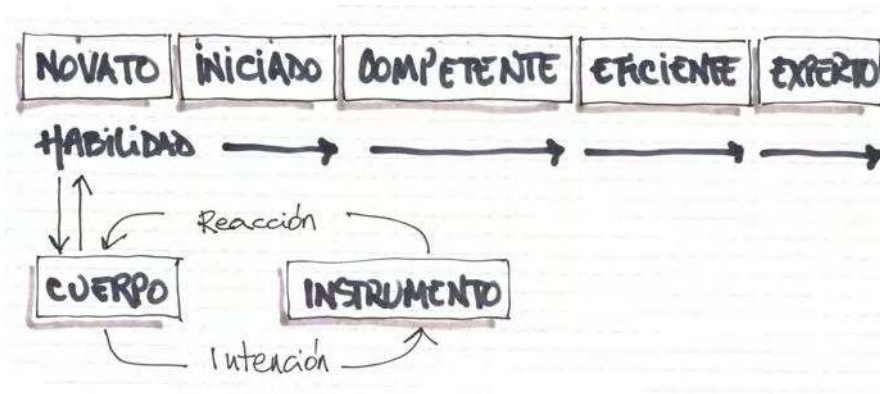 NOVATO INICIADO COMPETENTE EFICIENTE EXPERTO
HABILIDAD
Reacción
CUERPO INSTRUMENTO
Intención